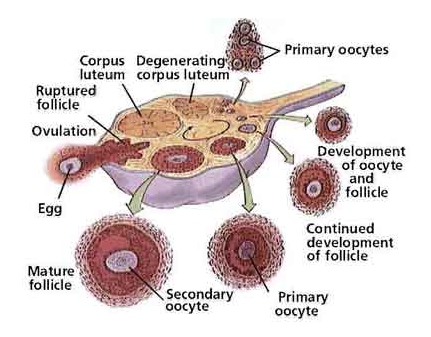 Primary oocytes
Corpus
luteum
Degenerating
corpus luteum
Ruptured
follicle
Ovulation
Egg
Development
of oocyte
and
follicle
Continued
development
of follicle
Mature
follicle
Secondary
oocyte
Primary
oocyte